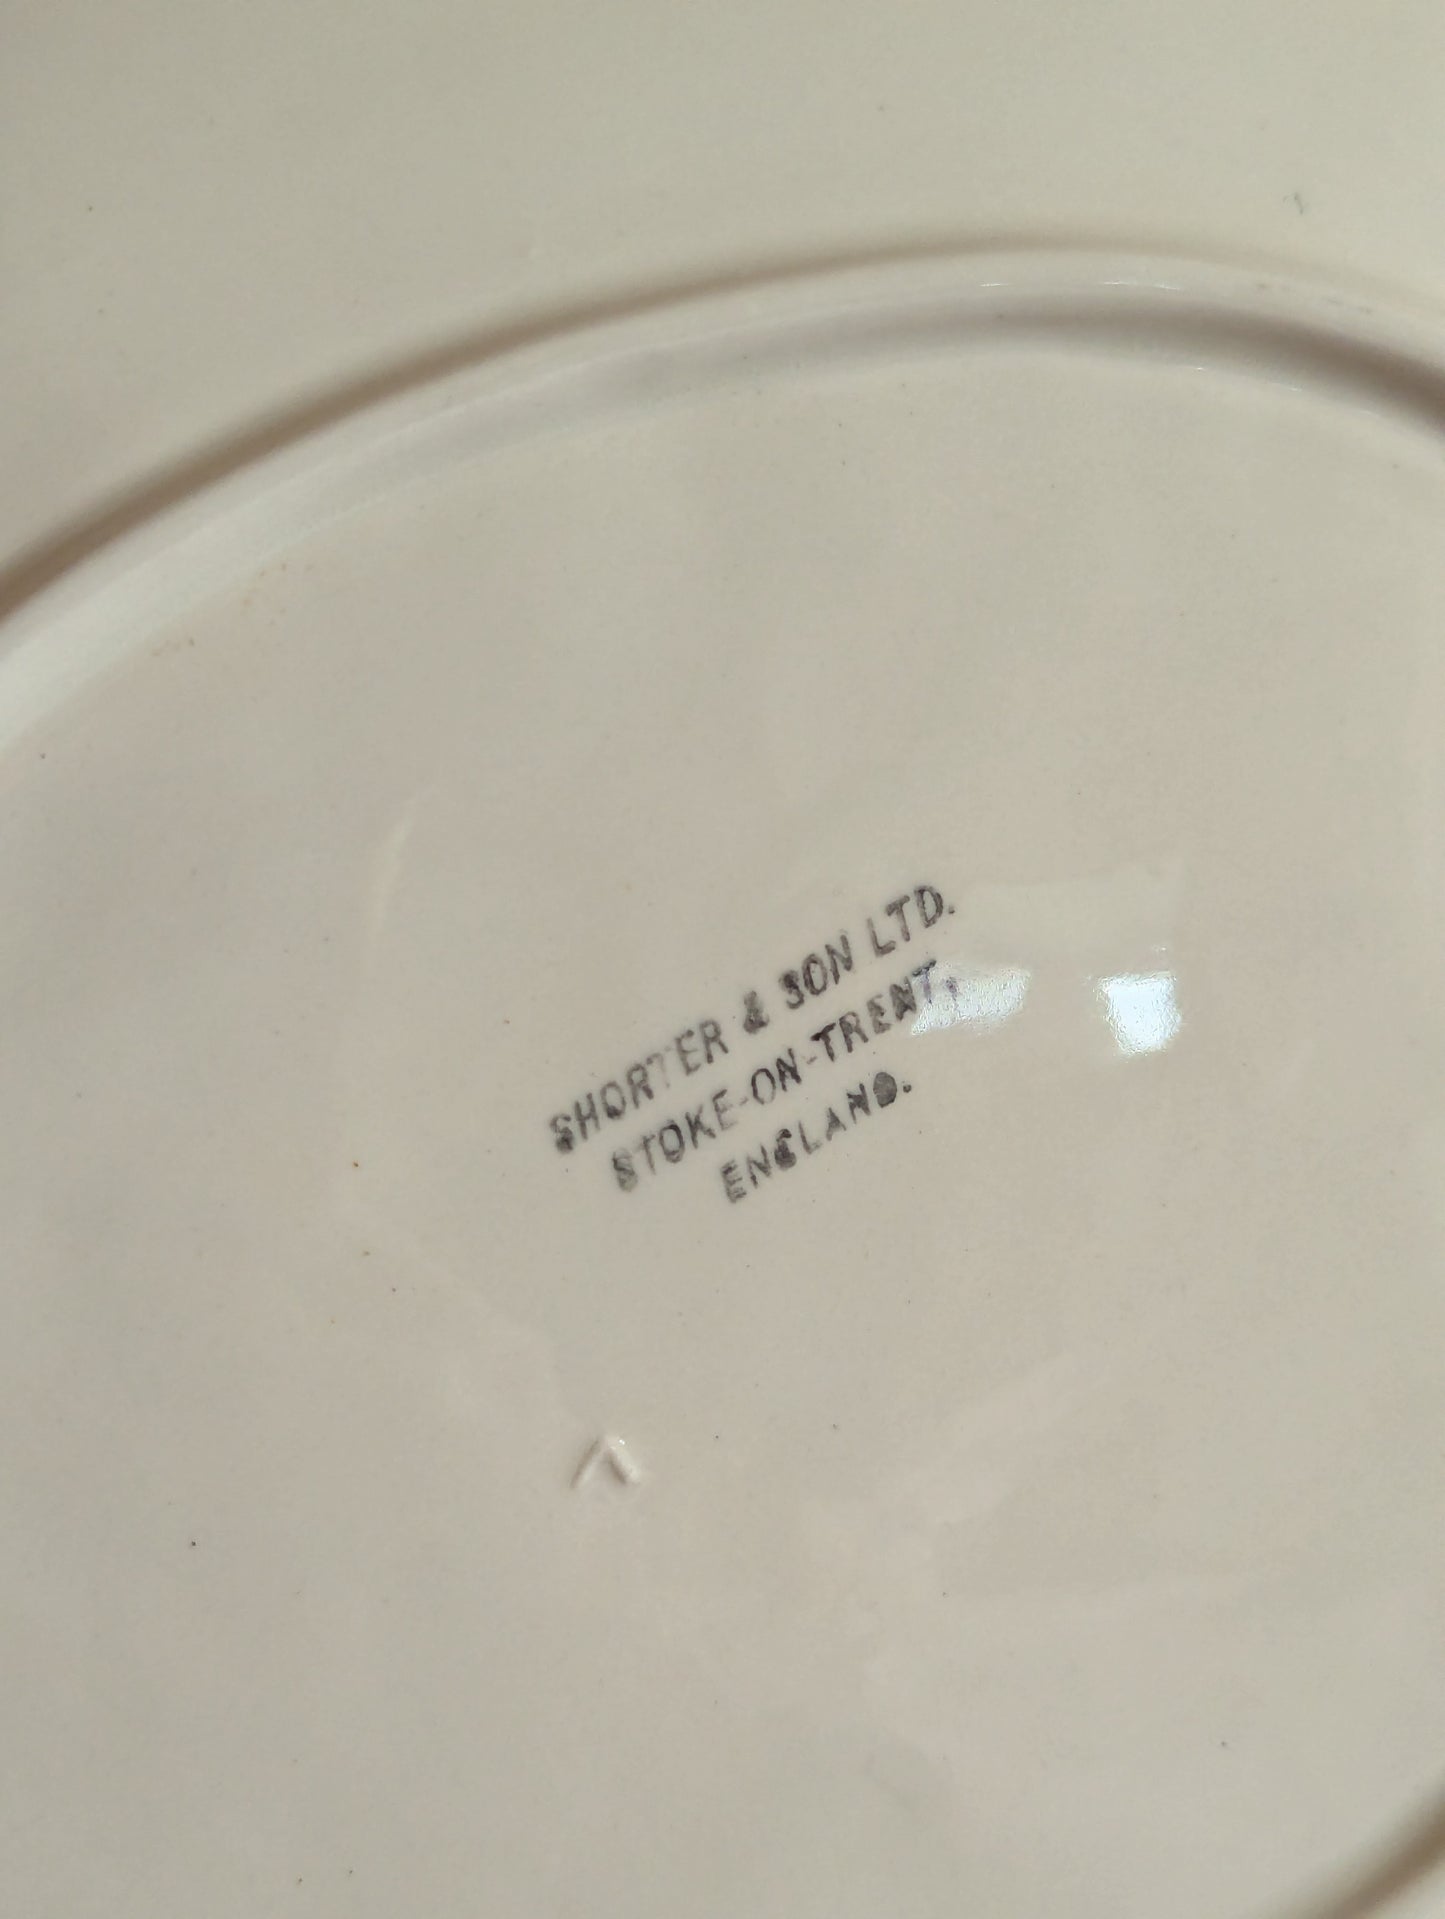 SHORTER & SON LTD.
STOKE-ON-TRENT,
ENGLAND.